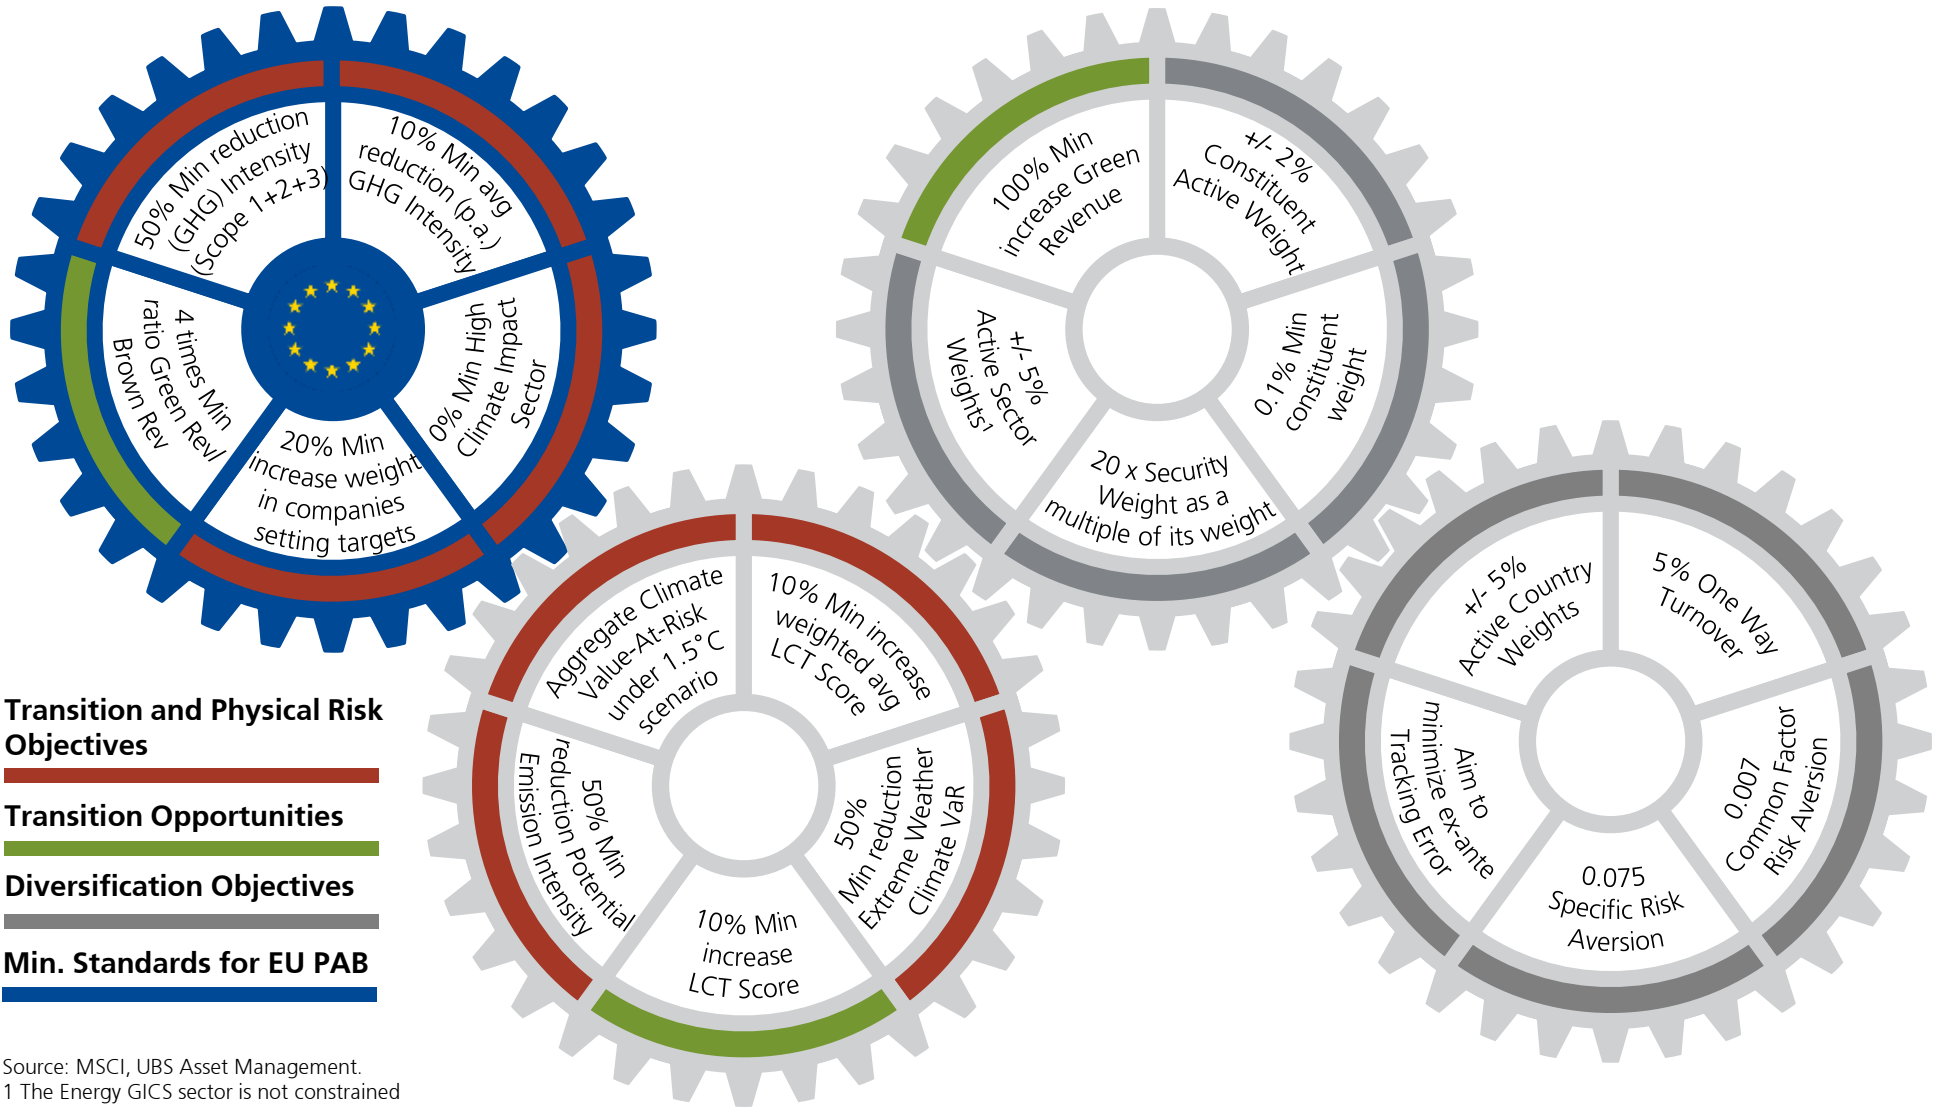 50% Min reduction
(GHG) Intensity
(Scope 1+2+3)
10% Min avg
reduction (p.a.)
GHG Intensity
0% Min High
Climate Impact
Sector
20% Min
increase weight
in companies
setting targets
4 times Min
ratio Green Rev/
Brown Rev
100% Min
increase Green
Revenue
+/- 2%
Constituent
Active Weight
0.1% Min
constituent
weight
20 x Security
Weight as a
multiple of its weight
+/- 5%
Active Sector
Weights¹
Aggregate Climate
Value-At-Risk
under 1.5°C
scenario
10% Min increase
weighted avg
LCT Score
50%
Min reduction
Extreme Weather
Climate VaR
10% Min
increase
LCT Score
50% Min
reduction Potential
Emission Intensity
+/- 5%
Active Country
Weights
5% One Way
Turnover
0.007
Common Factor
Risk Aversion
0.075
Specific Risk
Aversion
Aim to
minimize ex-ante
Tracking Error
Transition and Physical Risk
Objectives
Transition Opportunities
Diversification Objectives
Min. Standards for EU PAB
Source: MSCI, UBS Asset Management.
1 The Energy GICS sector is not constrained